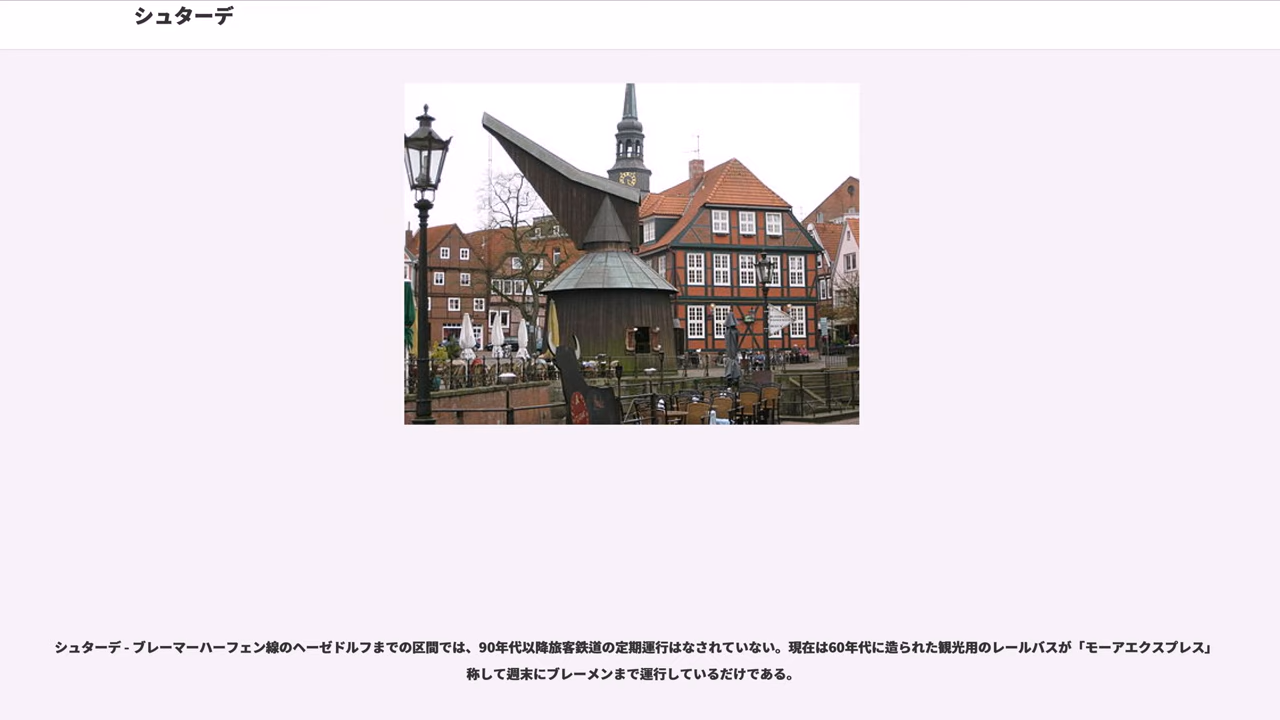 シュターデ
シュターデ - ブレーマーハーフェン線のヘーゼドルフまでの区間では、90年代以降旅客鉄道の定期運行はなされていない。現在は60年代に造られた観光用のレールバスが「モーアエクスプレス」
称して週末にブレーメンまで運行しているだけである。